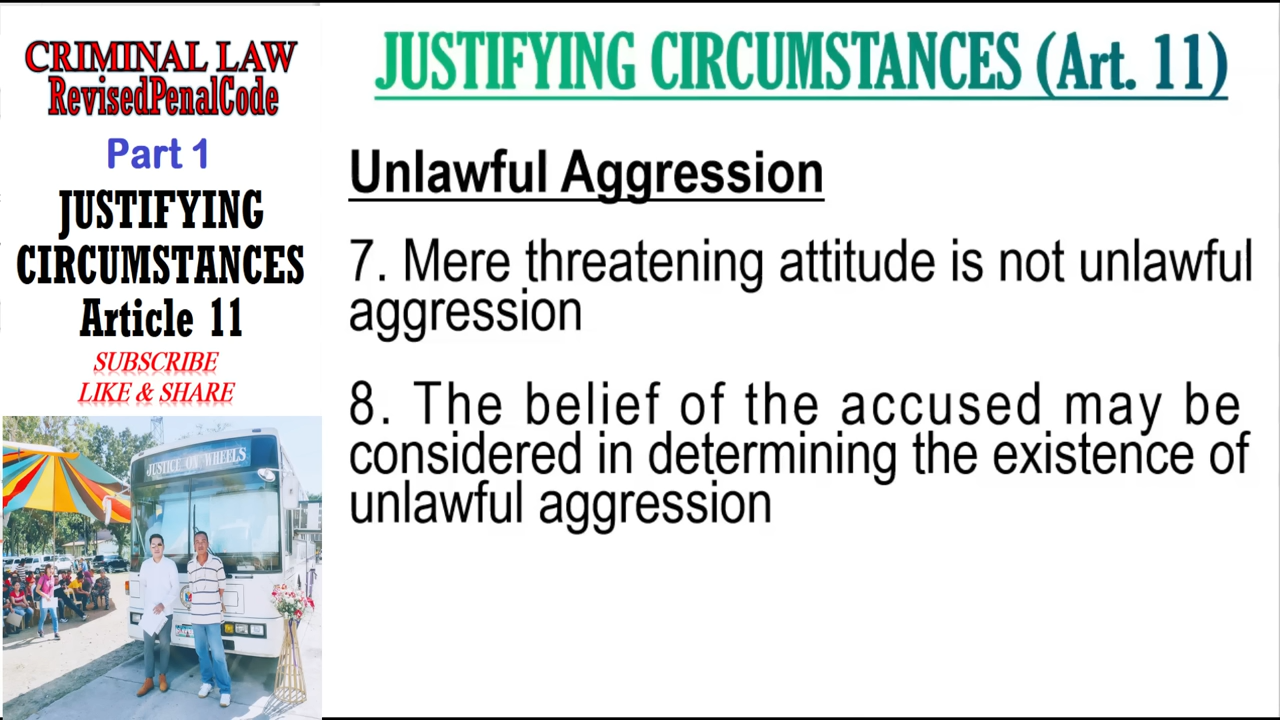 CRIMINAL LAW
RevisedPenalCode
Part 1
JUSTIFYING
CIRCUMSTANCES
Article 11
SUBSCRIBE
LIKE & SHARE
JUSTICE ON WHEELS
JUSTIFYING CIRCUMSTANCES (Art. 11)
Unlawful Aggression
7. Mere threatening attitude is not unlawful
aggression
8. The belief of the accused may be
considered in determining the existence of
unlawful aggression